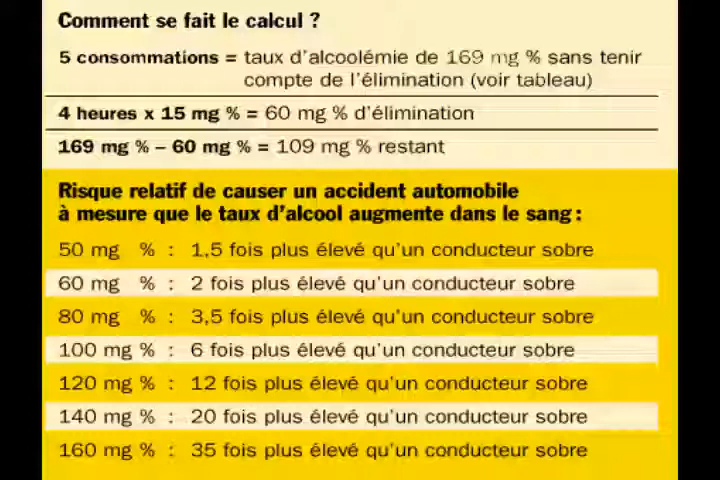 Comment se fait le calcul ?
5 consommations = taux d'alcoolémie de 169 mg % sans tenir
compte de l'élimination (voir tableau)
4 heures x 15 mg % = 60 mg % d'élimination
169 mg % – 60 mg % = 109 mg % restant
Risque relatif de causer un accident automobile
à mesure que le taux d'alcool augmente dans le sang :
50 mg % : 1,5 fois plus élevé qu'un conducteur sobre
60 mg % : 2 fois plus élevé qu'un conducteur sobre
80 mg % : 3,5 fois plus élevé qu'un conducteur sobre
100 mg % : 6 fois plus élevé qu'un conducteur sobre
120 mg % : 12 fois plus élevé qu'un conducteur sobre
140 mg % : 20 fois plus élevé qu'un conducteur sobre
160 mg % : 35 fois plus élevé qu'un conducteur sobre